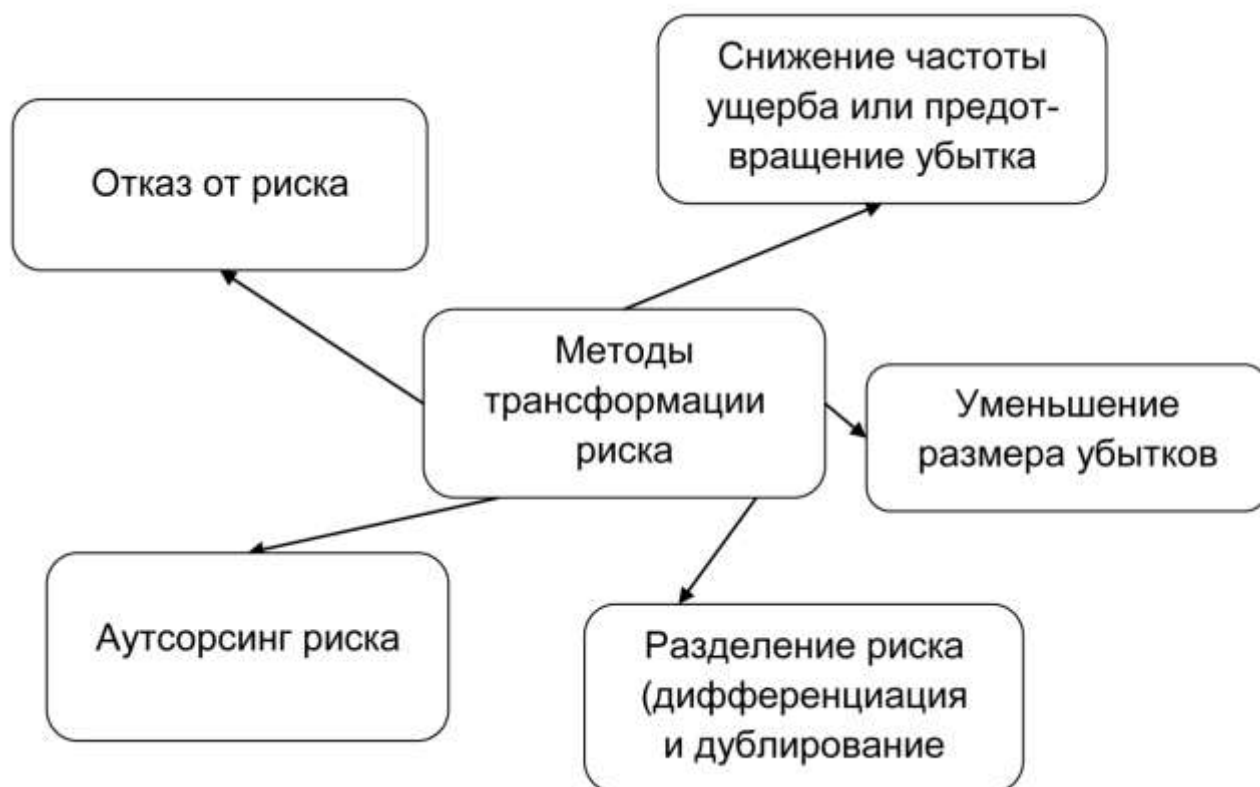 Снижение частоты
ущерба или предот-
вращение убытка
Отказ от риска
Методы
трансформации
риска
Уменьшение
размера убытков
Аутсорсинг риска
Разделение риска
(дифференциация
и дублирование